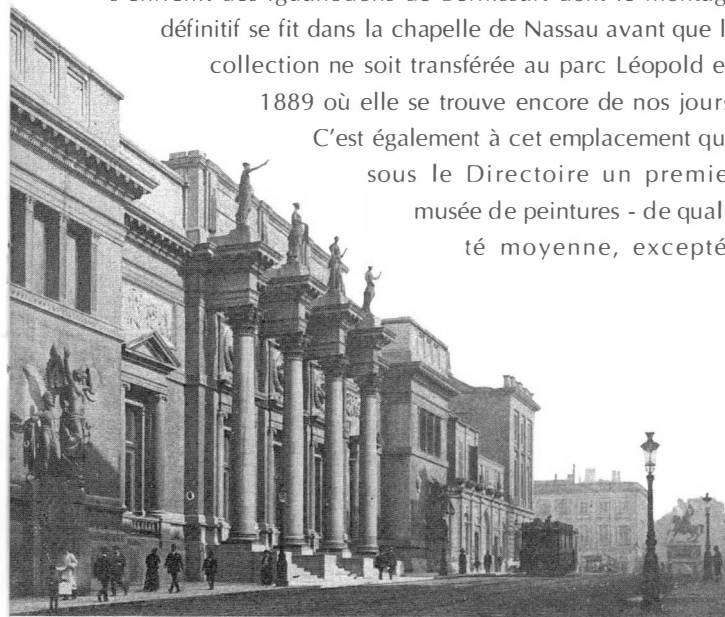 définitif se fit dans la chapelle de Nassau avant que l
collection ne soit transférée au parc Léopold e
1889 où elle se trouve encore de nos jours
C'est également à cet emplacement qu
sous le Directoire un premie
musée de peintures - de quali
té moyenne, excepté